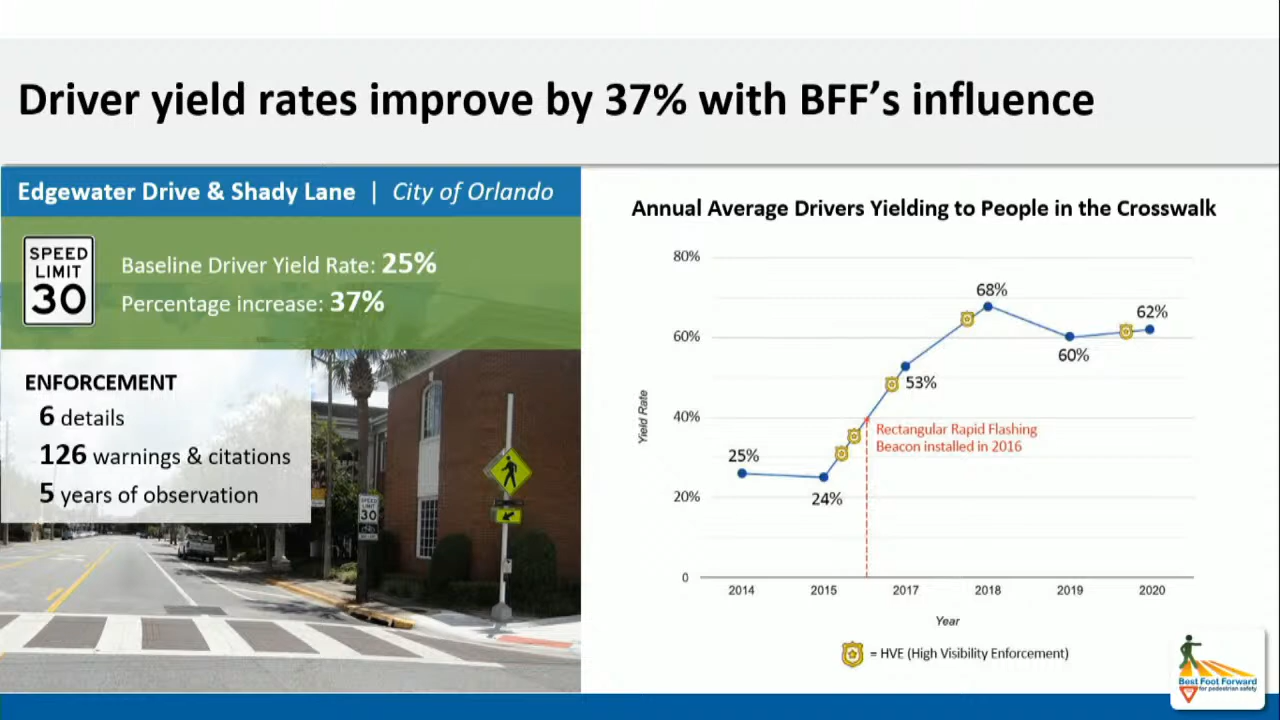 Driver yield rates improve by 37% with BFF's influence
Edgewater Drive & Shady Lane | City of Orlando
SPEED
LIMIT
30
Baseline Driver Yield Rate: 25%
Percentage increase: 37%
ENFORCEMENT
6 details
126 warnings & citations
5 years of observation
SPEED
LIMIT
30
Annual Average Drivers Yielding to People in the Crosswalk
Yield Rate
80%
60%
40%
20%
0
25%
24%
53%
68%
60%
62%
Rectangular Rapid Flashing
Beacon installed in 2016
2014 2015 2017 2018 2019 2020
Year
= HVE (High Visibility Enforcement)
Best Foot Forward
for pedestrian safety